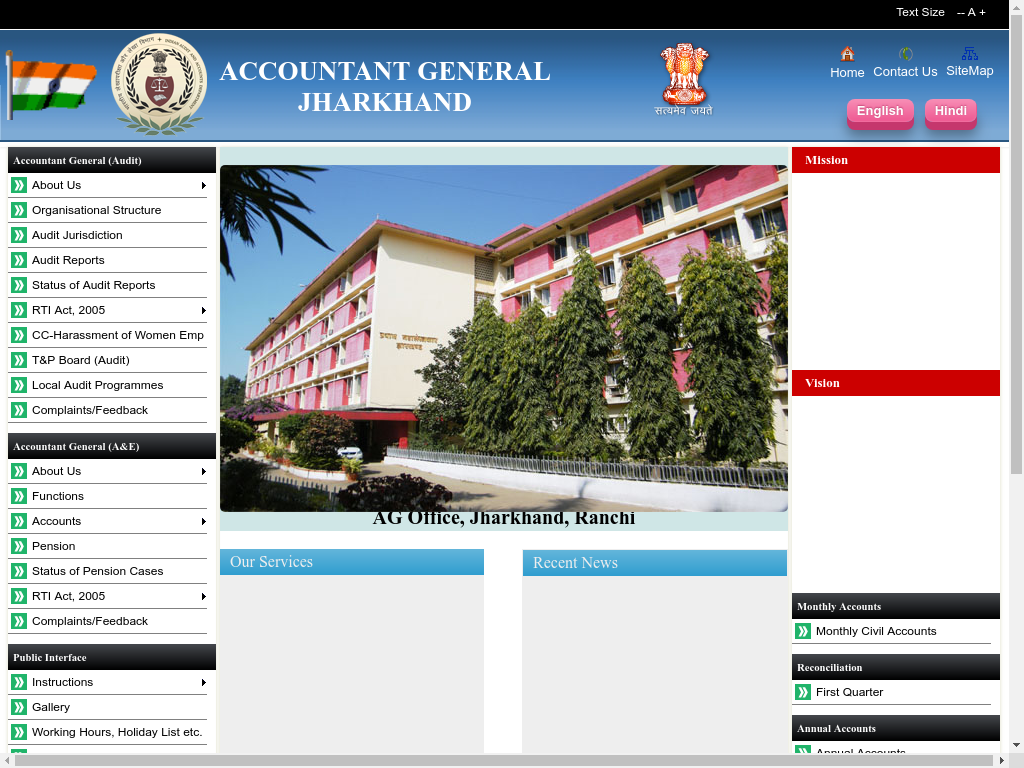 Text Size -- A +
ACCOUNTANT GENERAL
JHARKHAND
सत्यमेव जयते
Home
Contact Us
SiteMap
English
Hindi
Accountant General (Audit)
About Us
Organisational Structure
Audit Jurisdiction
Audit Reports
Status of Audit Reports
RTI Act, 2005
CC-Harassment of Women Emp
T&P Board (Audit)
Local Audit Programmes
Complaints/Feedback
Accountant General (A&E)
About Us
Functions
Accounts
Pension
Status of Pension Cases
RTI Act, 2005
Complaints/Feedback
Public Interface
Instructions
Gallery
Working Hours, Holiday List etc.
AG Office, Jharkhand, Ranchi
Our Services
Recent News
Mission
Vision
Monthly Accounts
Monthly Civil Accounts
Reconciliation
First Quarter
Annual Accounts
Annual Accounts